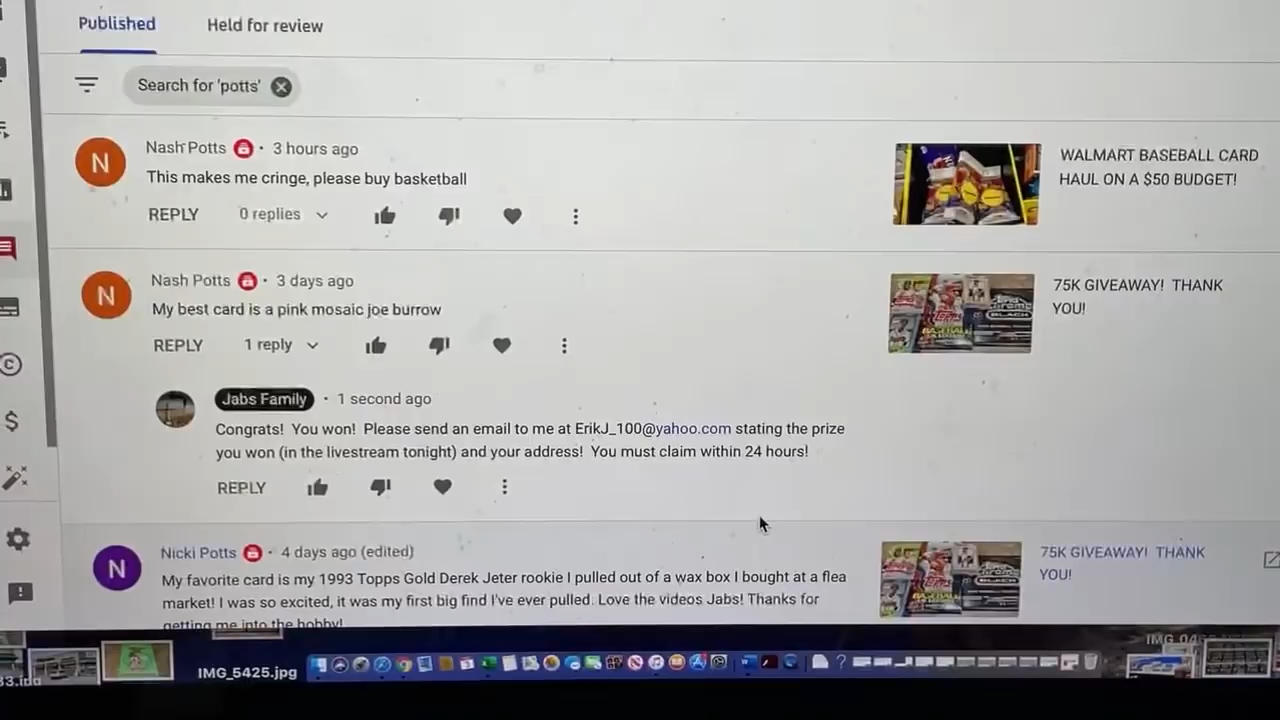 Published
Held for review
Search for 'potts'
N
Nash Potts · 3 hours ago
This makes me cringe, please buy basketball
REPLY 0 replies
WALMART BASEBALL CARD
HAUL ON A $50 BUDGET!
N
Nash Potts · 3 days ago
My best card is a pink mosaic joe burrow
REPLY 1 reply
75K GIVEAWAY! THANK
YOU!
Jabs Family · 1 second ago
Congrats! You won! Please send an email to me at ErikJ_100@yahoo.com stating the prize
you won (in the livestream tonight) and your address! You must claim within 24 hours!
REPLY
N
Nicki Potts · 4 days ago (edited)
My favorite card is my 1993 Topps Gold Derek Jeter rookie I pulled out of a wax box I bought at a flea
market! I was so excited, it was my first big find I've ever pulled. Love the videos Jabs! Thanks for
getting me into the hobby!
75K GIVEAWAY! THANK
YOU!
IMG_5425.jpg